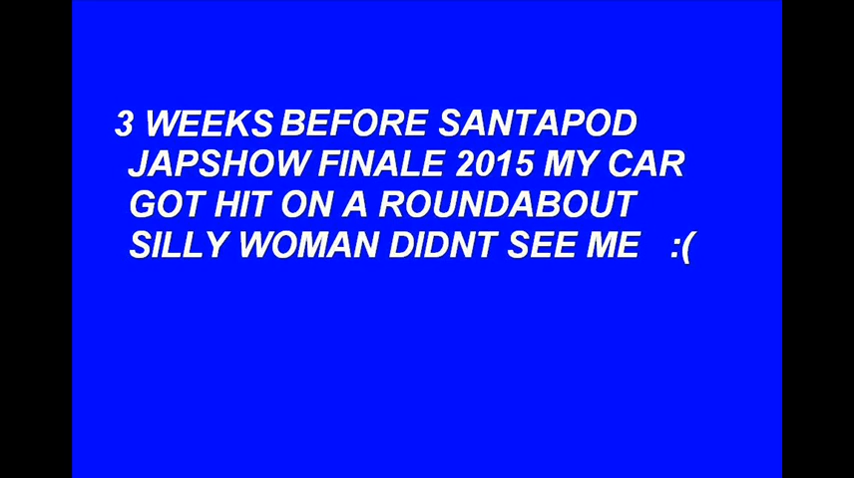 3 WEEKS BEFORE SANTAPOD
JAPSHOW FINALE 2015 MY CAR
GOT HIT ON A ROUNDABOUT
SILLY WOMAN DIDNT SEE ME :(